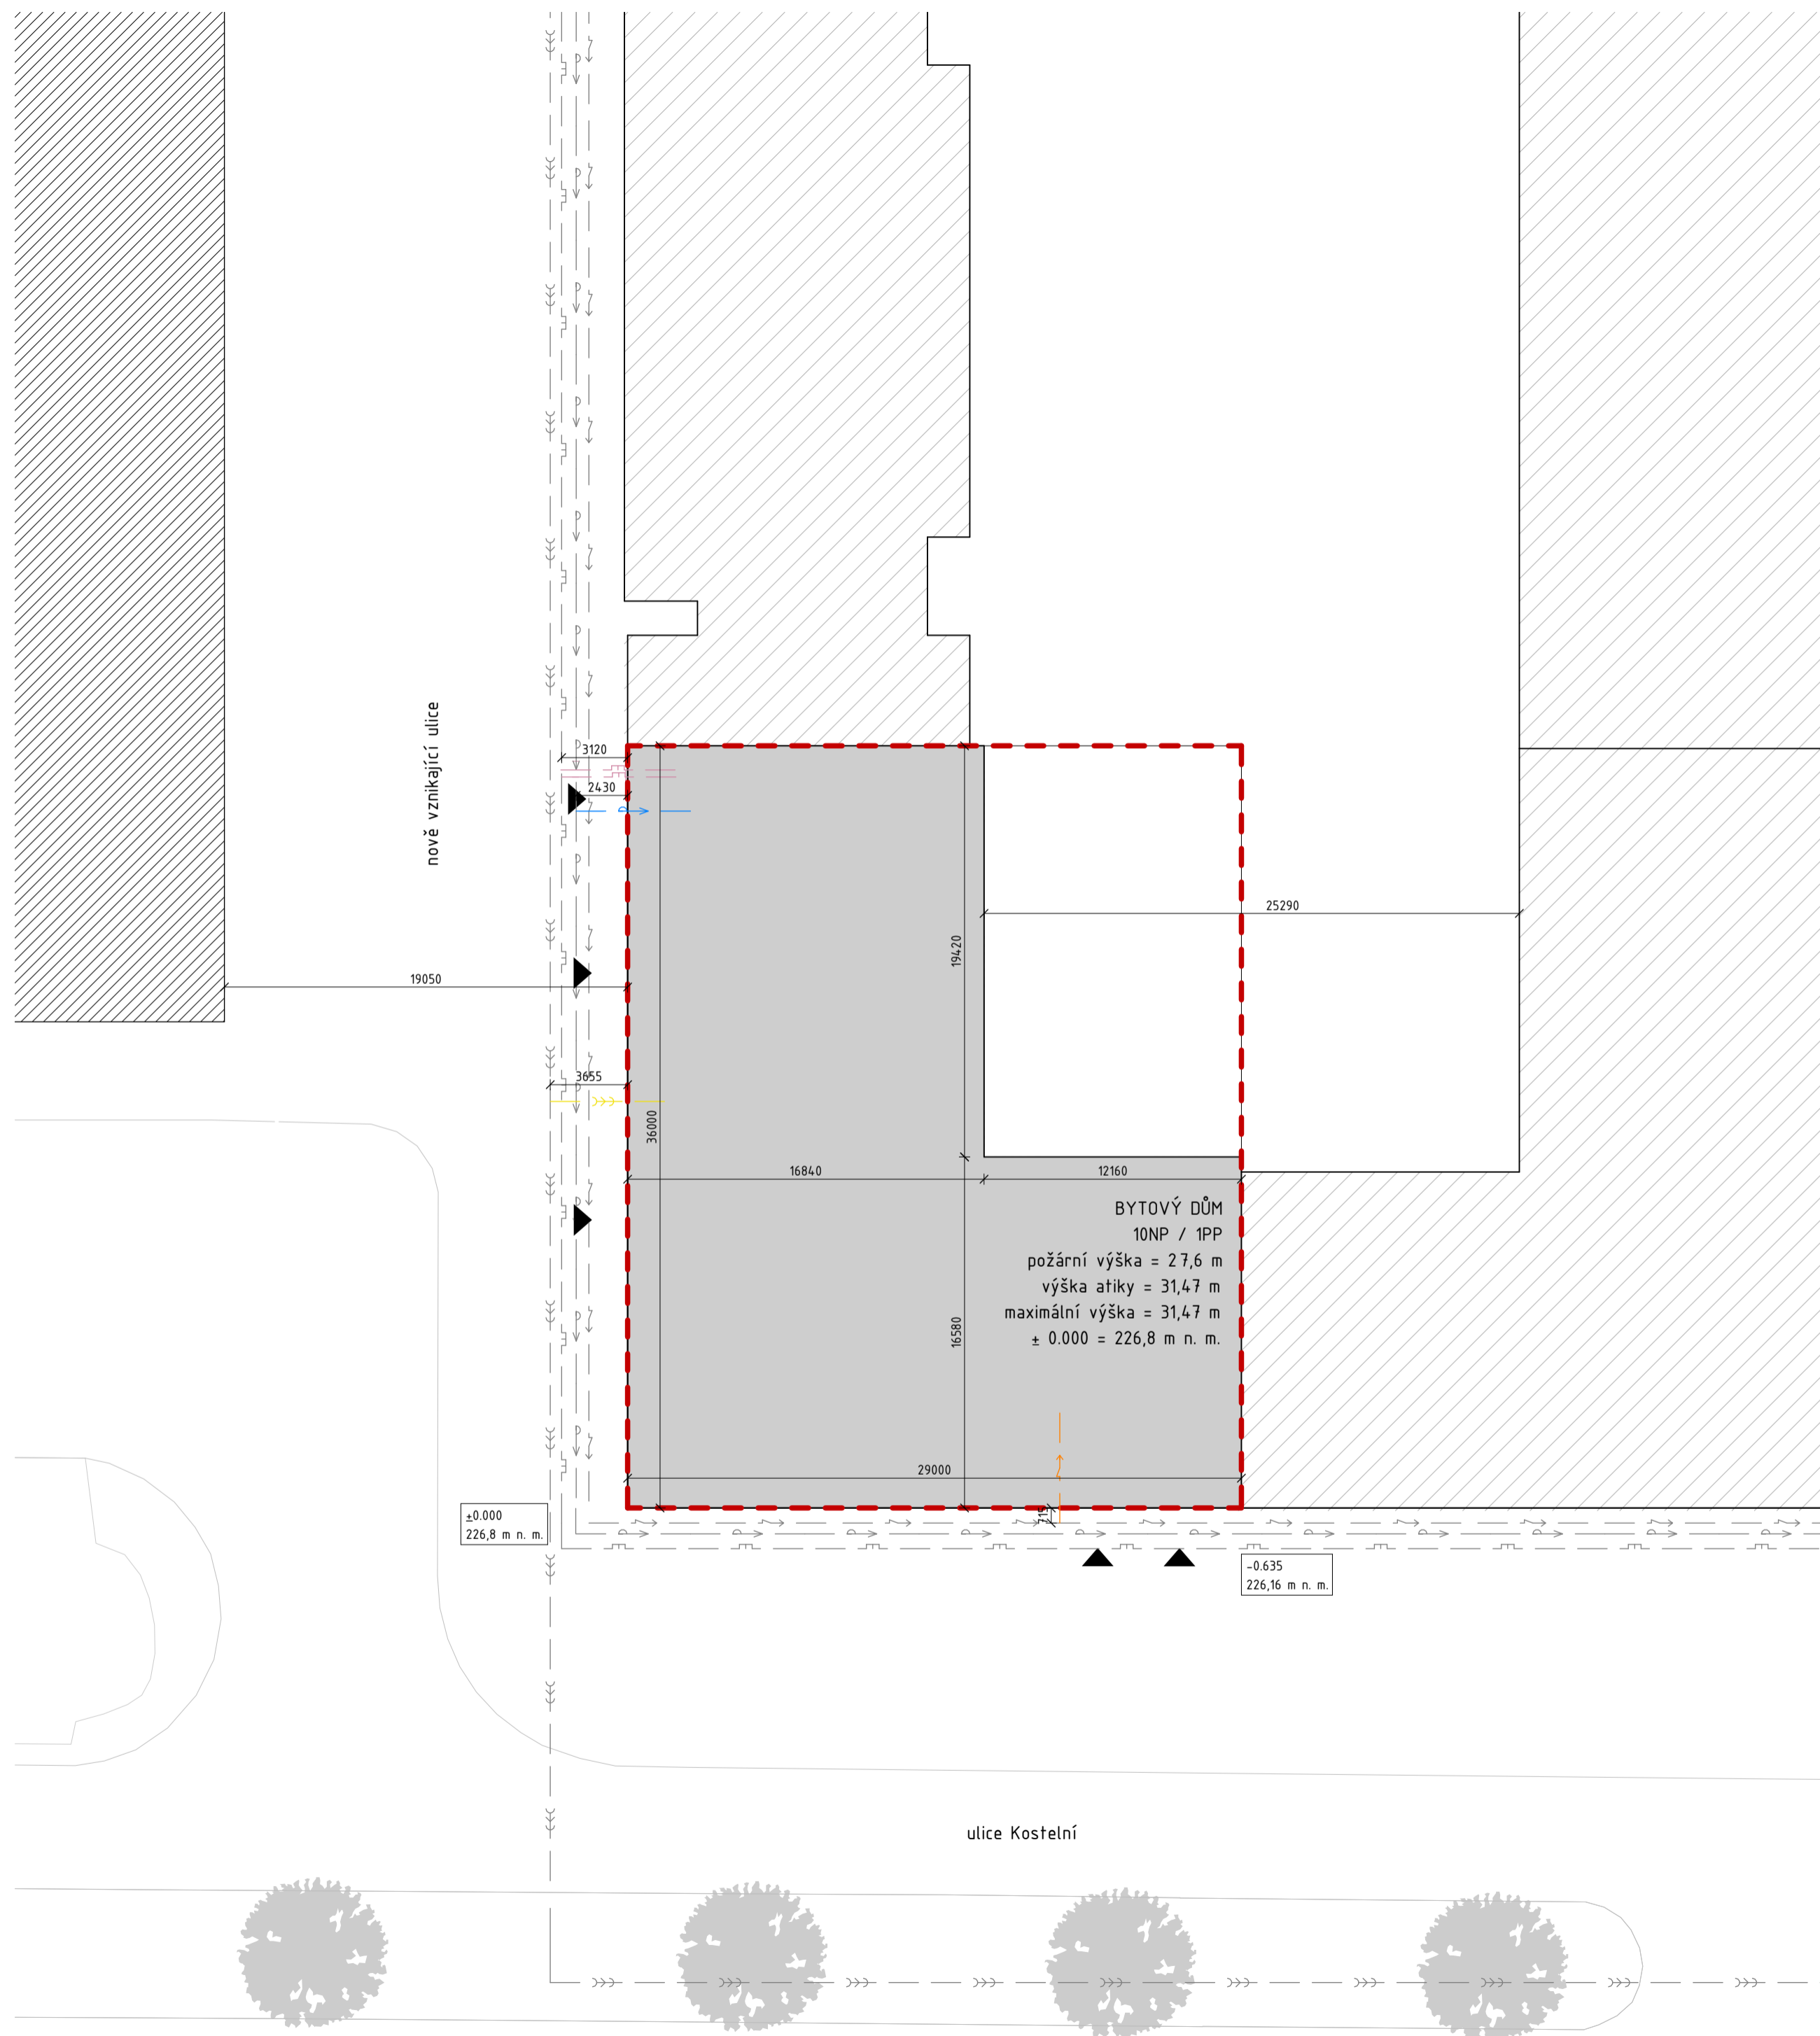 nově vznikající ulice
3120
2430
25290
19420
19050
3655
36000
16840
12160
BYTOVÝ DŮM
10NP / 1PP
požární výška = 27,6 m
výška atiky = 31,47 m
maximální výška = 31,47 m
± 0.000 = 226,8 m n. m.
16580
29000
715
±0.000
226,8 m n. m.
-0.635
226,16 m n. m.
ulice Kostelní